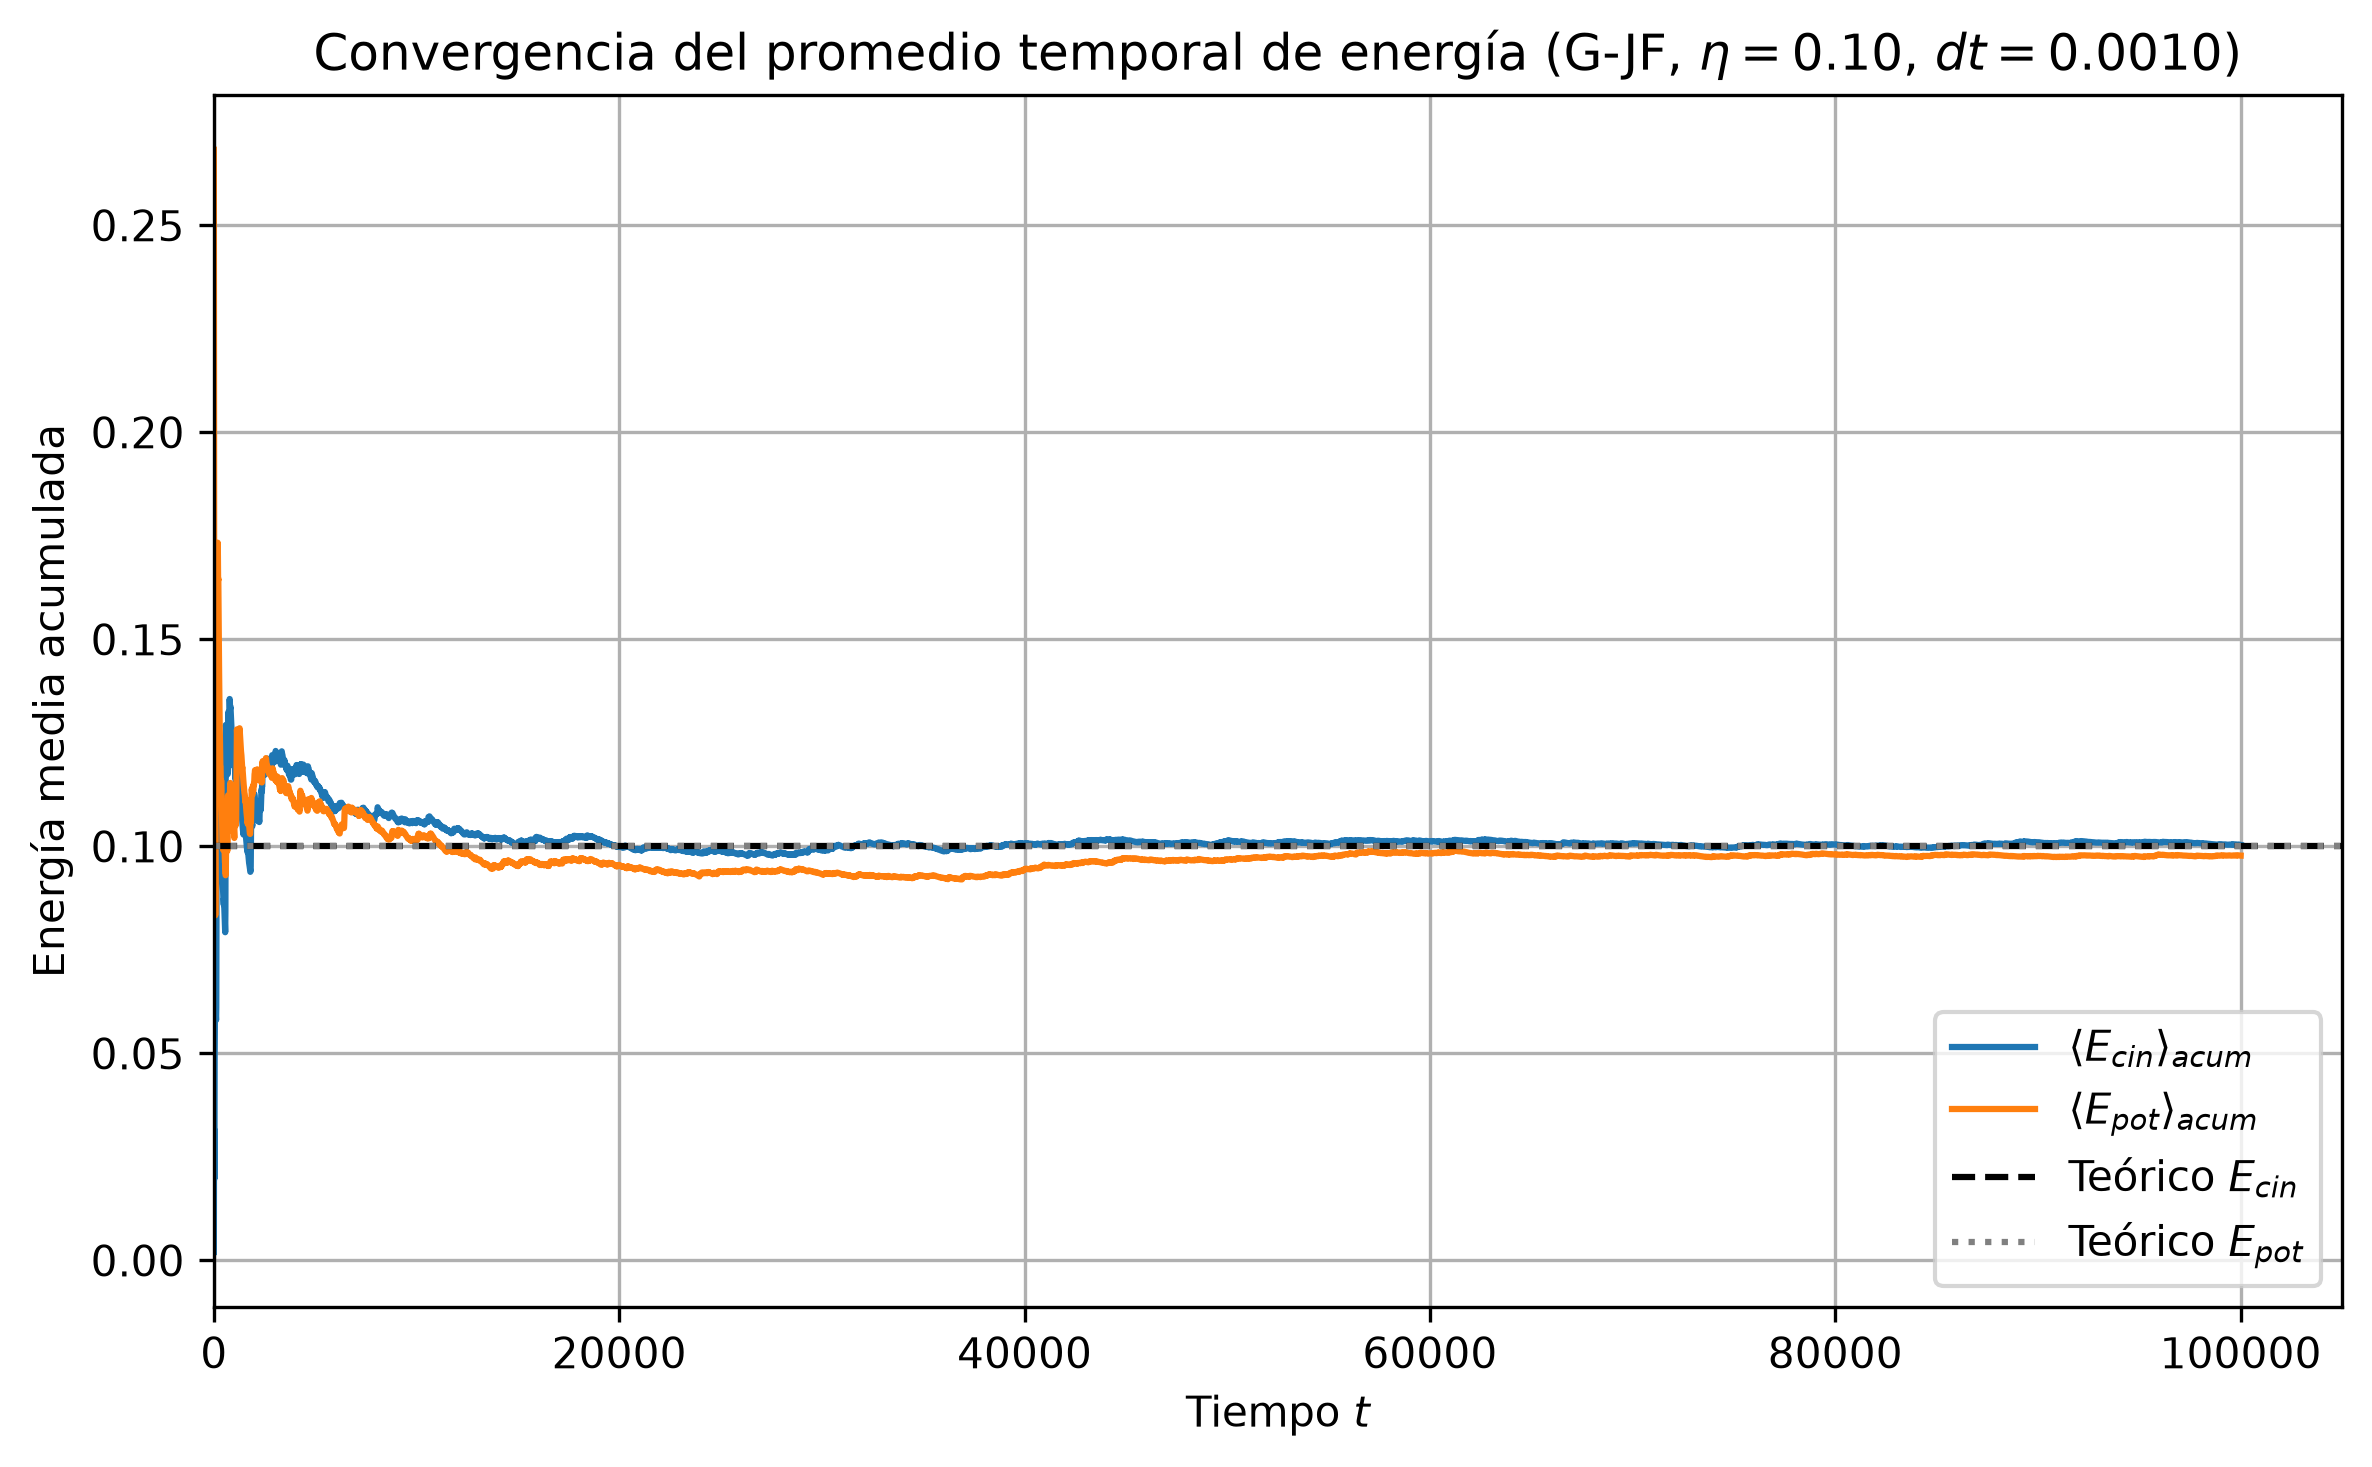 Convergencia del promedio temporal de energía (G-JF, η = 0.10, dt = 0.0010)
Energía media acumulada
0.25
0.20
0.15
0.10
0.05
0.00
0
20000
40000
60000
80000
100000
Tiempo t
⟨E_cin⟩_acum
⟨E_pot⟩_acum
Teórico E_cin
Teórico E_pot